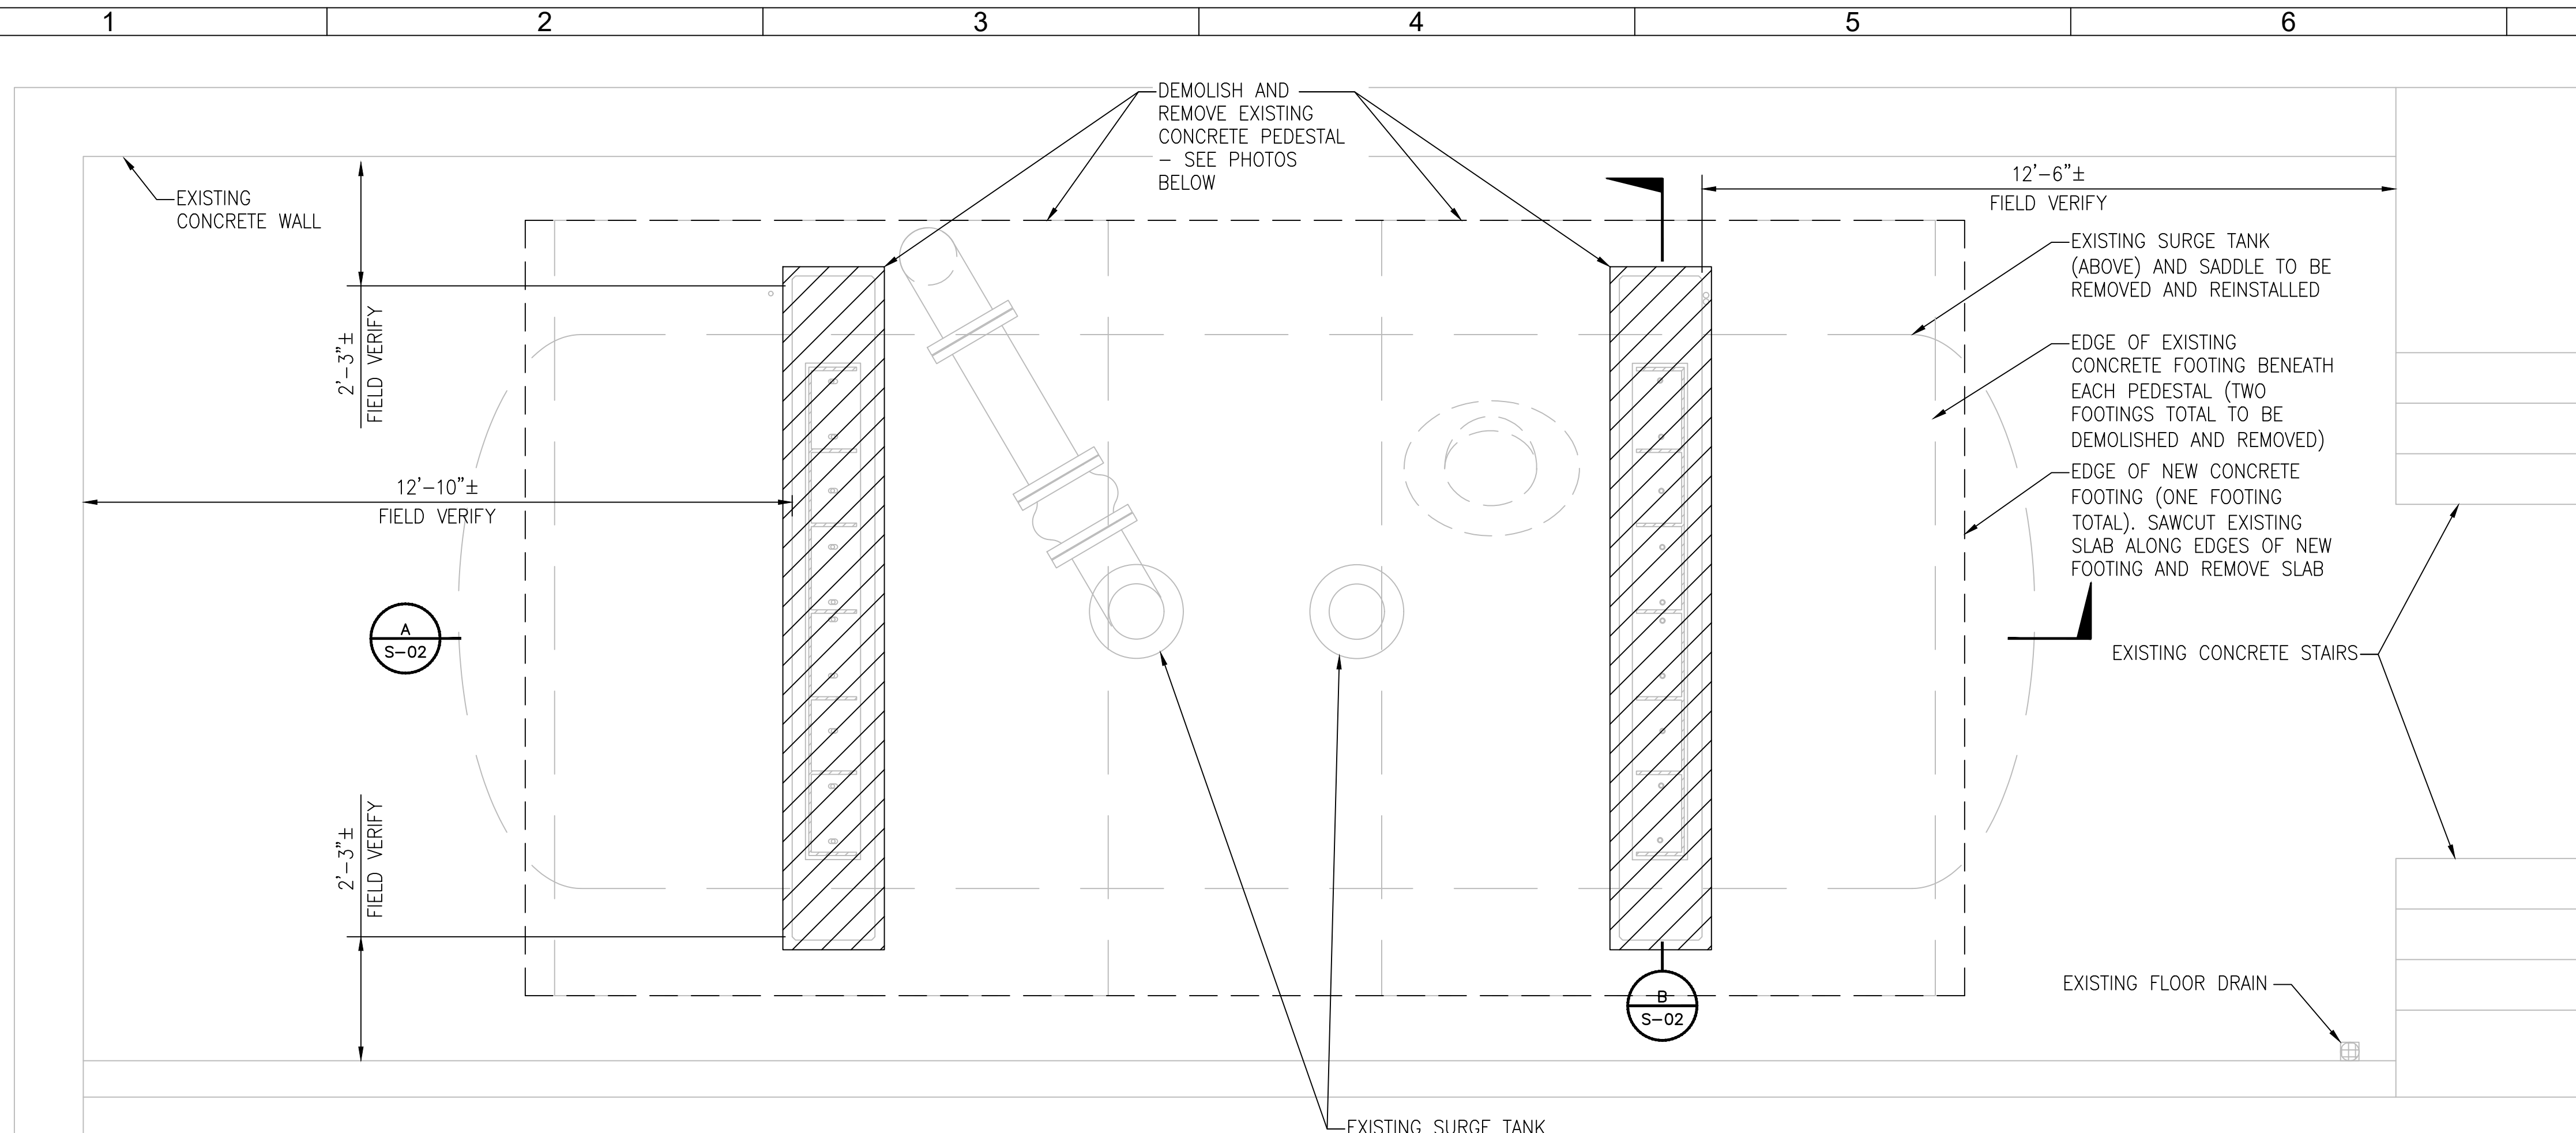 1 2 3 4 5 6
DEMOLISH AND
REMOVE EXISTING
CONCRETE PEDESTAL
– SEE PHOTOS
BELOW
EXISTING
CONCRETE WALL
12'-6"±
FIELD VERIFY
EXISTING SURGE TANK
(ABOVE) AND SADDLE TO BE
REMOVED AND REINSTALLED
2'-3"±
FIELD VERIFY
EDGE OF EXISTING
CONCRETE FOOTING BENEATH
EACH PEDESTAL (TWO
FOOTINGS TOTAL TO BE
DEMOLISHED AND REMOVED)
12'-10"±
FIELD VERIFY
EDGE OF NEW CONCRETE
FOOTING (ONE FOOTING
TOTAL). SAWCUT EXISTING
SLAB ALONG EDGES OF NEW
FOOTING AND REMOVE SLAB
A
S-02
EXISTING CONCRETE STAIRS
2'-3"±
FIELD VERIFY
B
S-02
EXISTING FLOOR DRAIN
EXISTING SURGE TANK